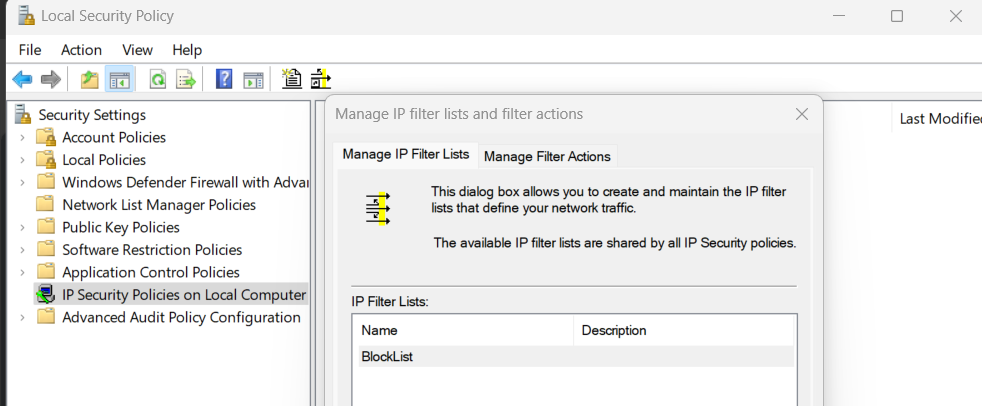 Local Security Policy
File Action View Help
Security Settings
Account Policies
Local Policies
Windows Defender Firewall with Advan
Network List Manager Policies
Public Key Policies
Software Restriction Policies
Application Control Policies
IP Security Policies on Local Computer
Advanced Audit Policy Configuration
Last Modified
Manage IP filter lists and filter actions
Manage IP Filter Lists Manage Filter Actions
This dialog box allows you to create and maintain the IP filter
lists that define your network traffic.
The available IP filter lists are shared by all IP Security policies.
IP Filter Lists:
Name Description
BlockList